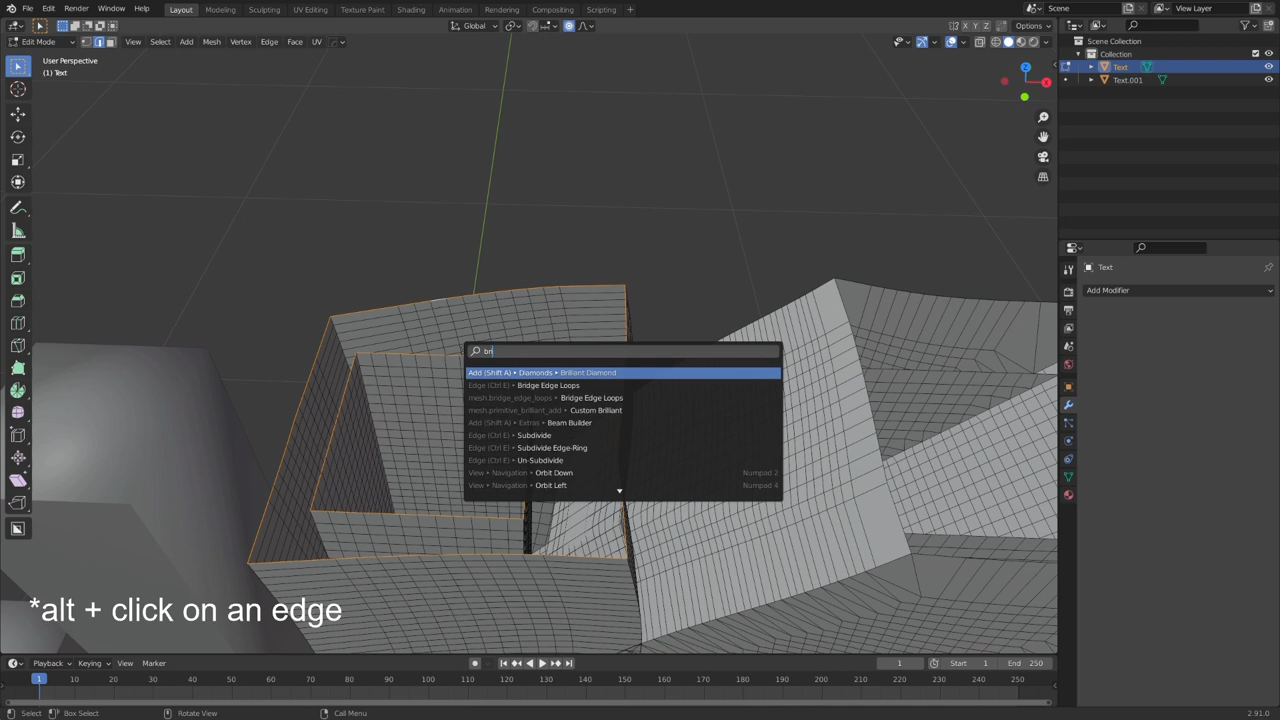 File Edit Render Window Help Layout Modeling Sculpting UV Editing Texture Paint Shading Animation Rendering Compositing Scripting + Scene View Layer
Global X Y Z Options
Edit Mode View Select Add Mesh Vertex Edge Face UV
User Perspective
(1) Text
Scene Collection
Collection
Text
Text.001
Z
X
Text
Add Modifier
bri
Add (Shift A) ▸ Diamonds ▸ Brilliant Diamond
Edge (Ctrl E) ▸ Bridge Edge Loops
mesh.bridge_edge_loops ▸ Bridge Edge Loops
mesh.primitive_brilliant_add ▸ Custom Brilliant
Add (Shift A) ▸ Extras ▸ Beam Builder
Edge (Ctrl E) ▸ Subdivide
Edge (Ctrl E) ▸ Subdivide Edge-Ring
Edge (Ctrl E) ▸ Un-Subdivide
View ▸ Navigation ▸ Orbit Down Numpad 2
View ▸ Navigation ▸ Orbit Left Numpad 4
*alt + click on an edge
Playback Keying View Marker 1 Start 1 End 250
1 10 20 30 40 50 60 70 80 90 100 110 120 130 140 150 160 170 180 190 200 210 220 230 240 250
Select Box Select Rotate View Call Menu 2.91.0